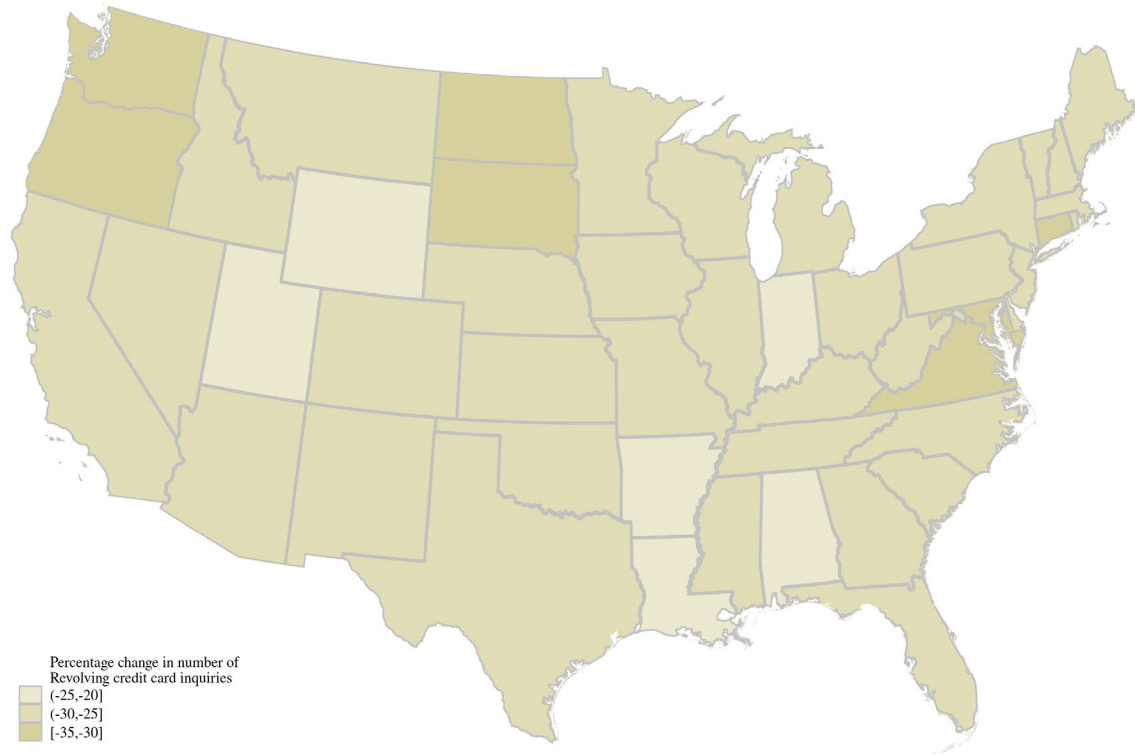 Percentage change in number of
Revolving credit card inquiries
(-25,-20]
(-30,-25]
[-35,-30]